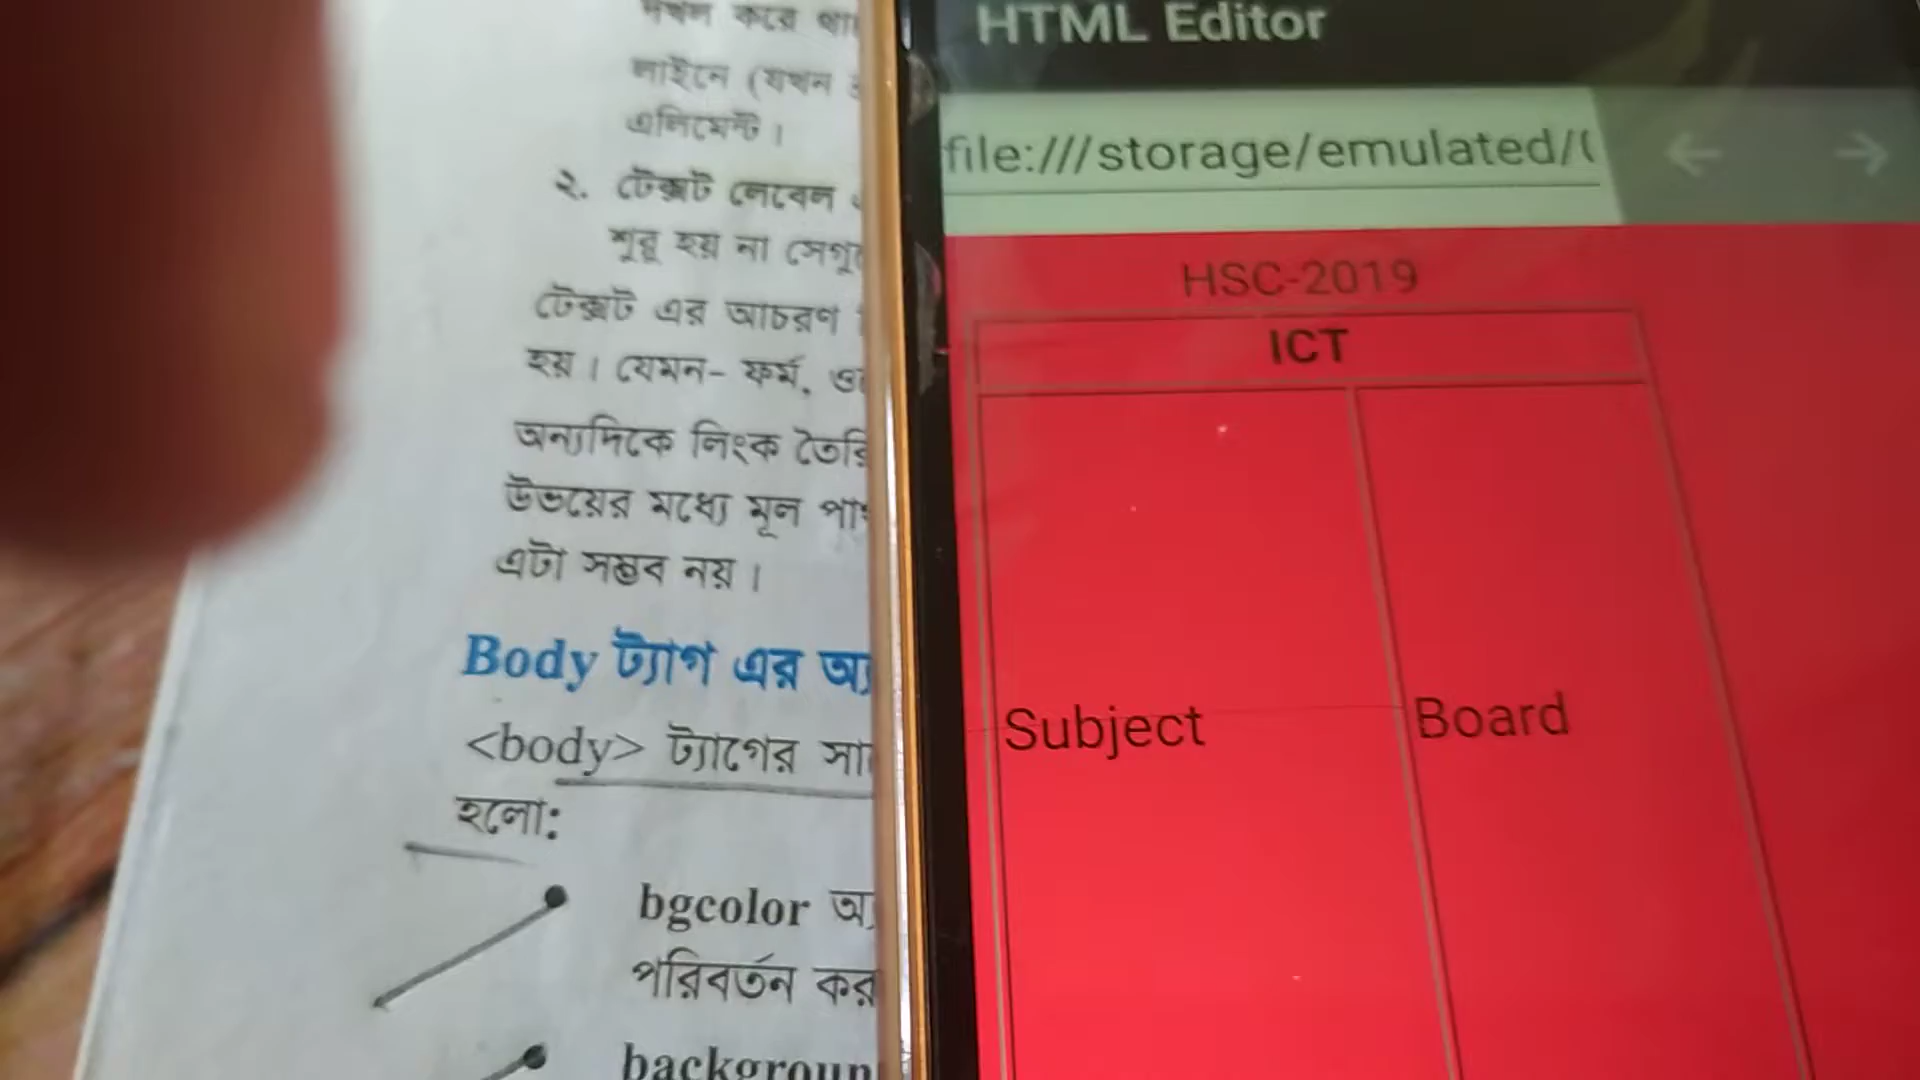 দখল করে
লাইনে (যখন
এলিমেন্ট।
২. টেক্সট লেবেল
শুরু হয় না
টেক্সট এর আচরণ
হয়। যেমন- ফর্ম,
অন্যদিকে লিংক
উভয়ের মধ্যে মূল
এটা সম্ভব নয়।
Body ট্যাগ এর
<body> ট্যাগের
হলো:
bgcolor
পরিবর্তন
HTML Editor
file:///storage/emulated/
HSC-2019
ICT
Subject
Board